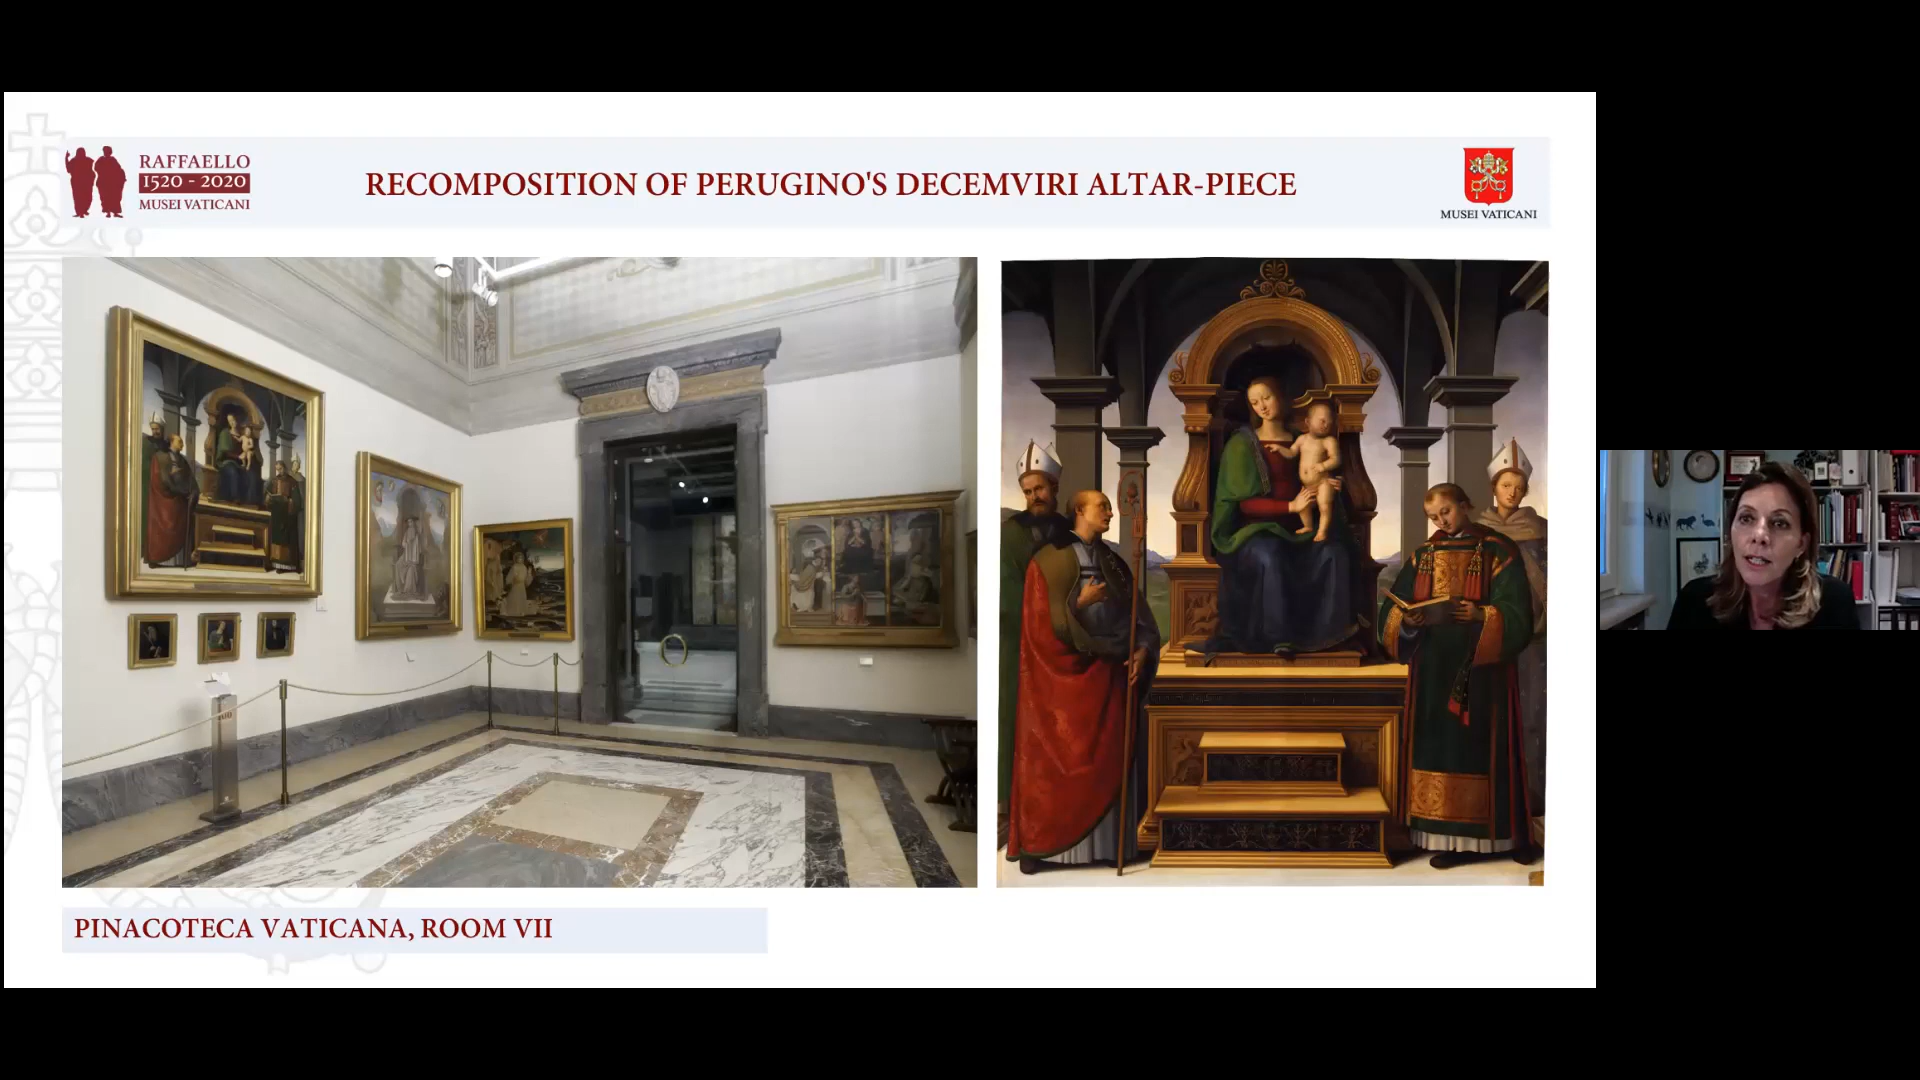 RAFFAELLO
1520 - 2020
MUSEI VATICANI
RECOMPOSITION OF PERUGINO'S DECEMVIRI ALTAR-PIECE
MUSEI VATICANI
PINACOTECA VATICANA, ROOM VII